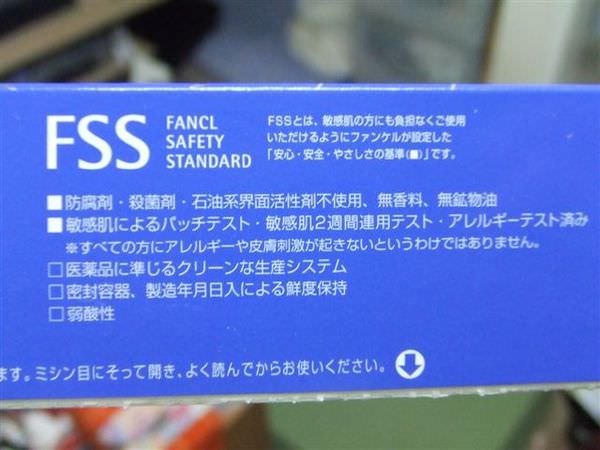 FSS
FANCL
SAFETY
STANDARD
FSSとは、敏感肌の方にも負担なくご使用
いただけるようにファンケルが設定した
「安心・安全・やさしさの基準(■)」です。
■防腐剤・殺菌剤・石油系界面活性剤不使用、無香料、無鉱物油
■敏感肌によるパッチテスト・敏感肌2週間連用テスト・アレルギーテスト済み
※すべての方にアレルギーや皮膚刺激が起きないというわけではありません。
□医薬品に準じるクリーンな生産システム
□密封容器、製造年月日入による鮮度保持
□弱酸性
ます。ミシン目にそって開き、よく読んでからお使いください。